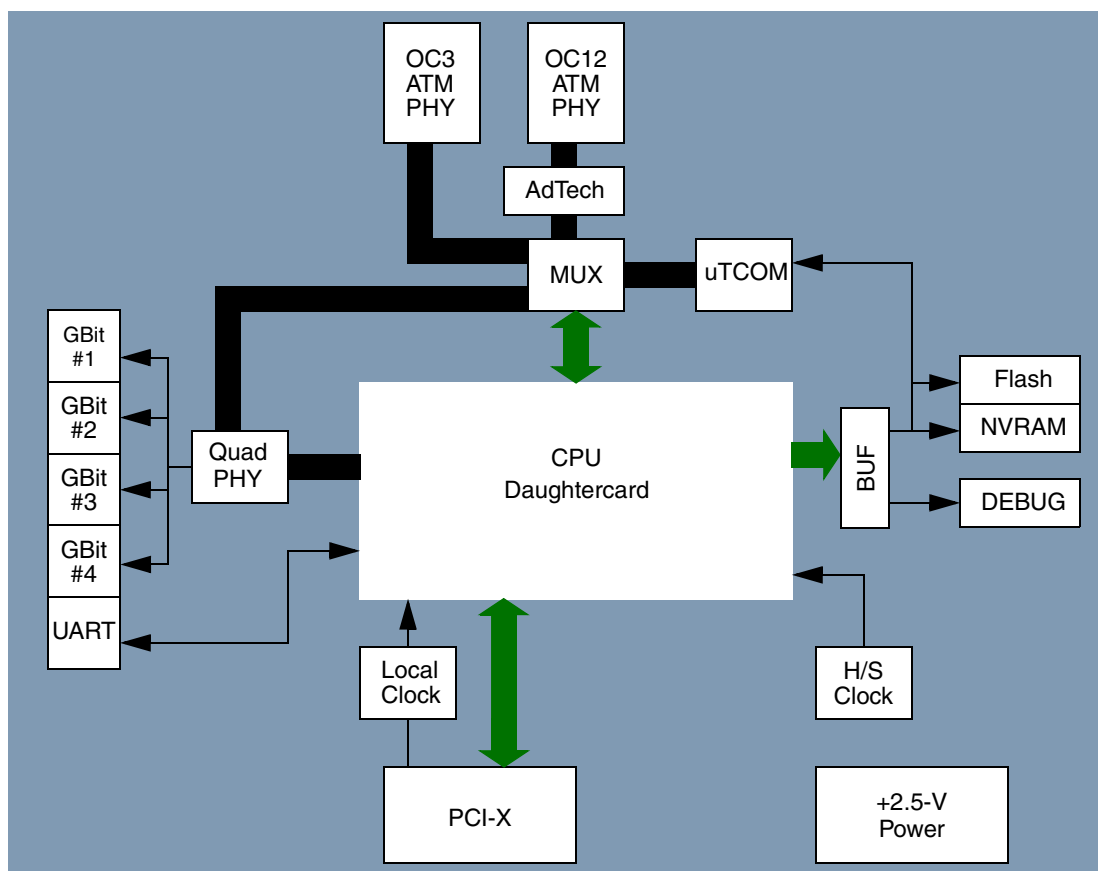 OC3
ATM
PHY
OC12
ATM
PHY
AdTech
MUX
uTCOM
GBit
#1
GBit
#2
GBit
#3
GBit
#4
UART
Quad
PHY
CPU
Daughtercard
BUF
Flash
NVRAM
DEBUG
Local
Clock
H/S
Clock
PCI-X
+2.5-V
Power